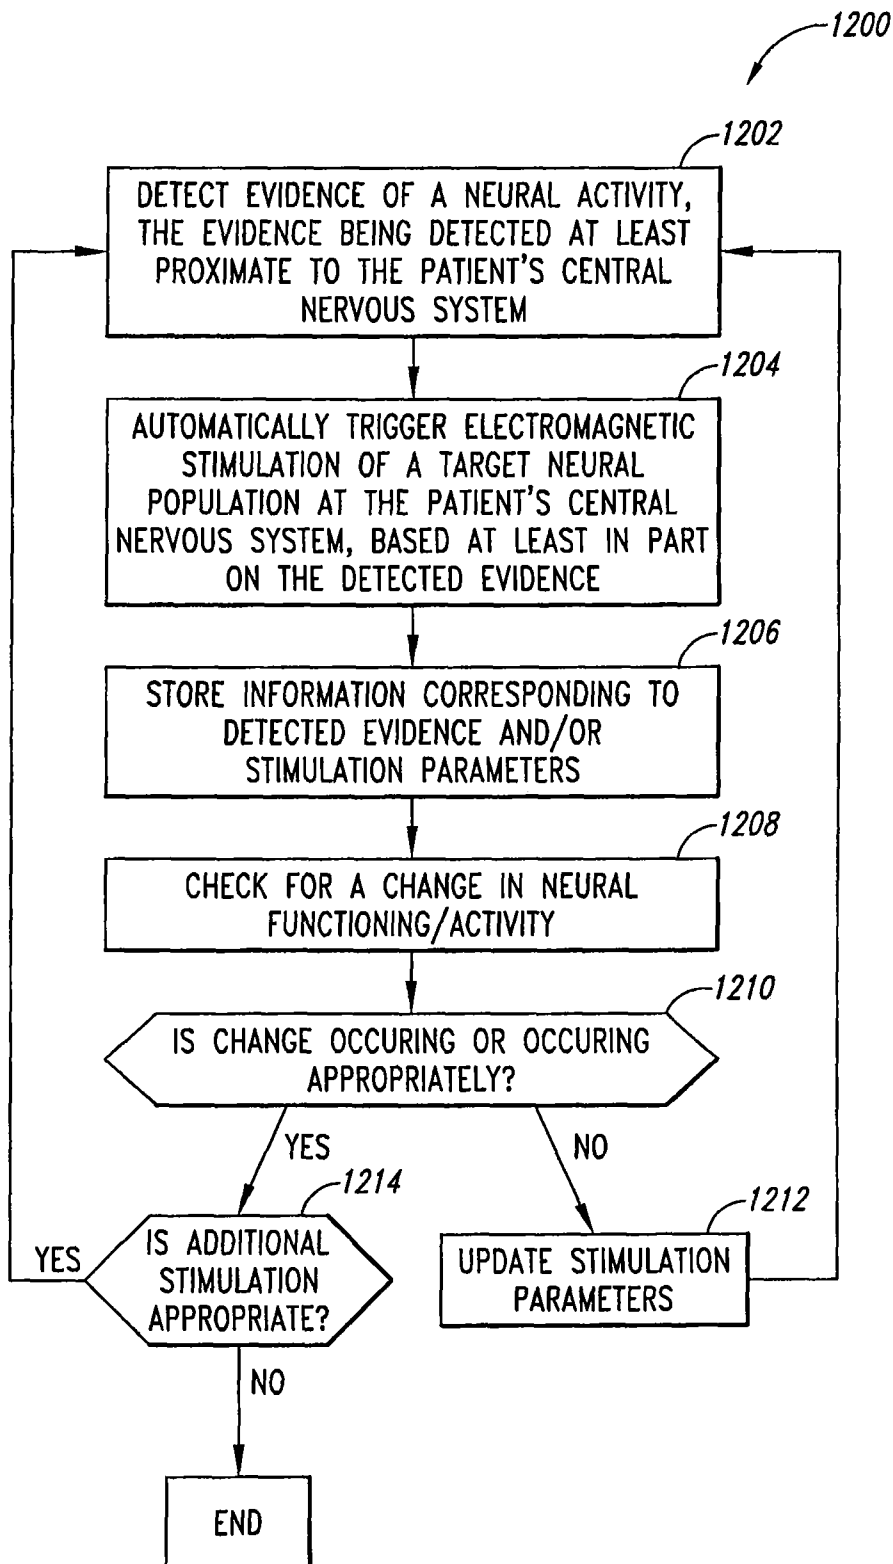 1200
1202
DETECT EVIDENCE OF A NEURAL ACTIVITY,
THE EVIDENCE BEING DETECTED AT LEAST
PROXIMATE TO THE PATIENT'S CENTRAL
NERVOUS SYSTEM
1204
AUTOMATICALLY TRIGGER ELECTROMAGNETIC
STIMULATION OF A TARGET NEURAL
POPULATION AT THE PATIENT'S CENTRAL
NERVOUS SYSTEM, BASED AT LEAST IN PART
ON THE DETECTED EVIDENCE
1206
STORE INFORMATION CORRESPONDING TO
DETECTED EVIDENCE AND/OR
STIMULATION PARAMETERS
1208
CHECK FOR A CHANGE IN NEURAL
FUNCTIONING/ACTIVITY
1210
IS CHANGE OCCURING OR OCCURING
APPROPRIATELY?
YES
NO
1214
1212
YES
IS ADDITIONAL
STIMULATION
APPROPRIATE?
UPDATE STIMULATION
PARAMETERS
NO
END